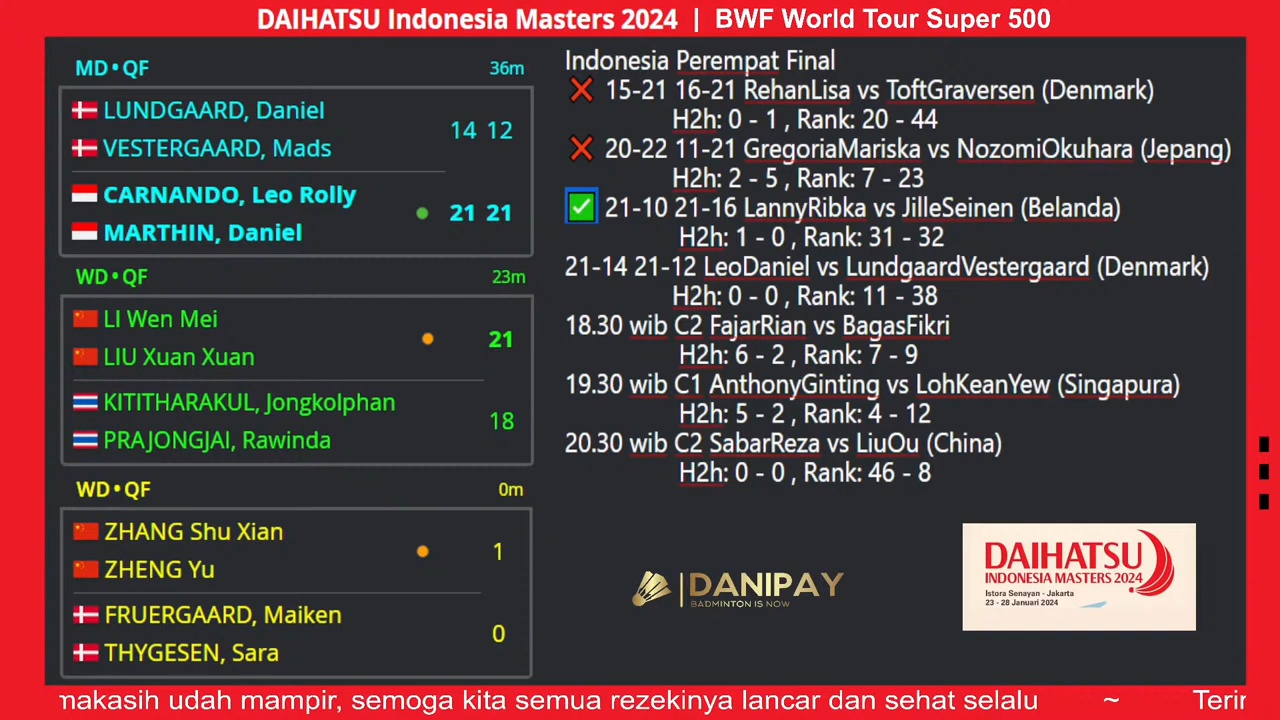 DAIHATSU Indonesia Masters 2024 | BWF World Tour Super 500
MD•QF 36m
LUNDGAARD, Daniel
VESTERGAARD, Mads
14 12
CARNANDO, Leo Rolly
MARTHIN, Daniel
21 21
WD•QF 23m
LI Wen Mei
LIU Xuan Xuan
21
KITITHARAKUL, Jongkolphan
PRAJONGJAI, Rawinda
18
WD•QF 0m
ZHANG Shu Xian
ZHENG Yu
1
FRUERGAARD, Maiken
THYGESEN, Sara
0
Indonesia Perempat Final
❌ 15-21 16-21 RehanLisa vs ToftGraversen (Denmark)
H2h: 0 - 1 , Rank: 20 - 44
❌ 20-22 11-21 GregoriaMariska vs NozomiOkuhara (Jepang)
H2h: 2 - 5 , Rank: 7 - 23
✅ 21-10 21-16 LannyRibka vs JilleSeinen (Belanda)
H2h: 1 - 0 , Rank: 31 - 32
21-14 21-12 LeoDaniel vs LundgaardVestergaard (Denmark)
H2h: 0 - 0 , Rank: 11 - 38
18.30 wib C2 FajarRian vs BagasFikri
H2h: 6 - 2 , Rank: 7 - 9
19.30 wib C1 AnthonyGinting vs LohKeanYew (Singapura)
H2h: 5 - 2 , Rank: 4 - 12
20.30 wib C2 SabarReza vs LiuOu (China)
H2h: 0 - 0 , Rank: 46 - 8
DANIPAY
BADMINTON IS NOW
DAIHATSU
INDONESIA MASTERS 2024
Istora Senayan - Jakarta
23 - 28 Januari 2024
makasih udah mampir, semoga kita semua rezekinya lancar dan sehat selalu ~ Terir